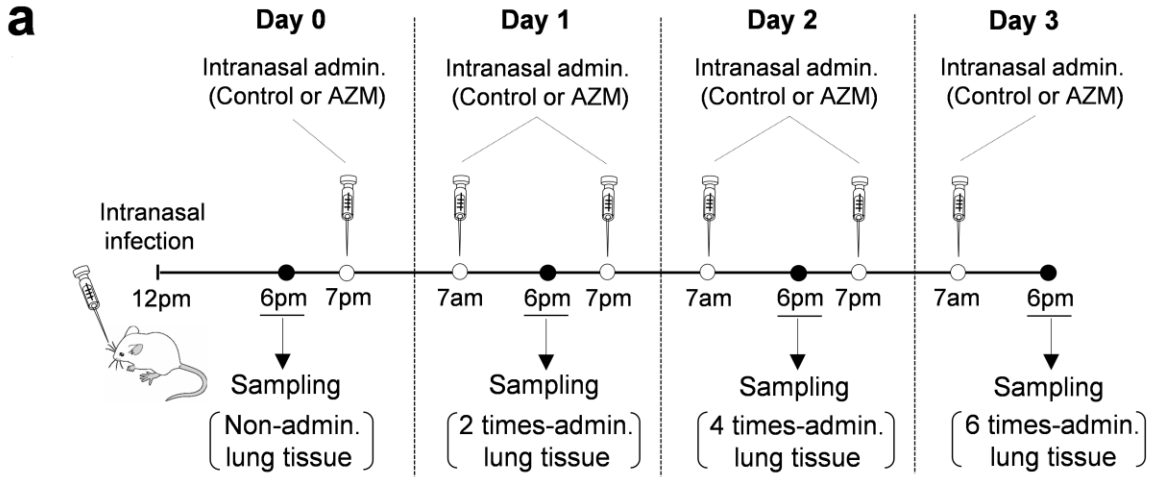 a
Day 0
Day 1
Day 2
Day 3
Intranasal admin.
(Control or AZM)
Intranasal admin.
(Control or AZM)
Intranasal admin.
(Control or AZM)
Intranasal admin.
(Control or AZM)
Intranasal
infection
12pm
6pm
7pm
7am
6pm
7pm
7am
6pm
7pm
7am
6pm
Sampling
Non-admin.
lung tissue
Sampling
2 times-admin.
lung tissue
Sampling
4 times-admin.
lung tissue
Sampling
6 times-admin.
lung tissue